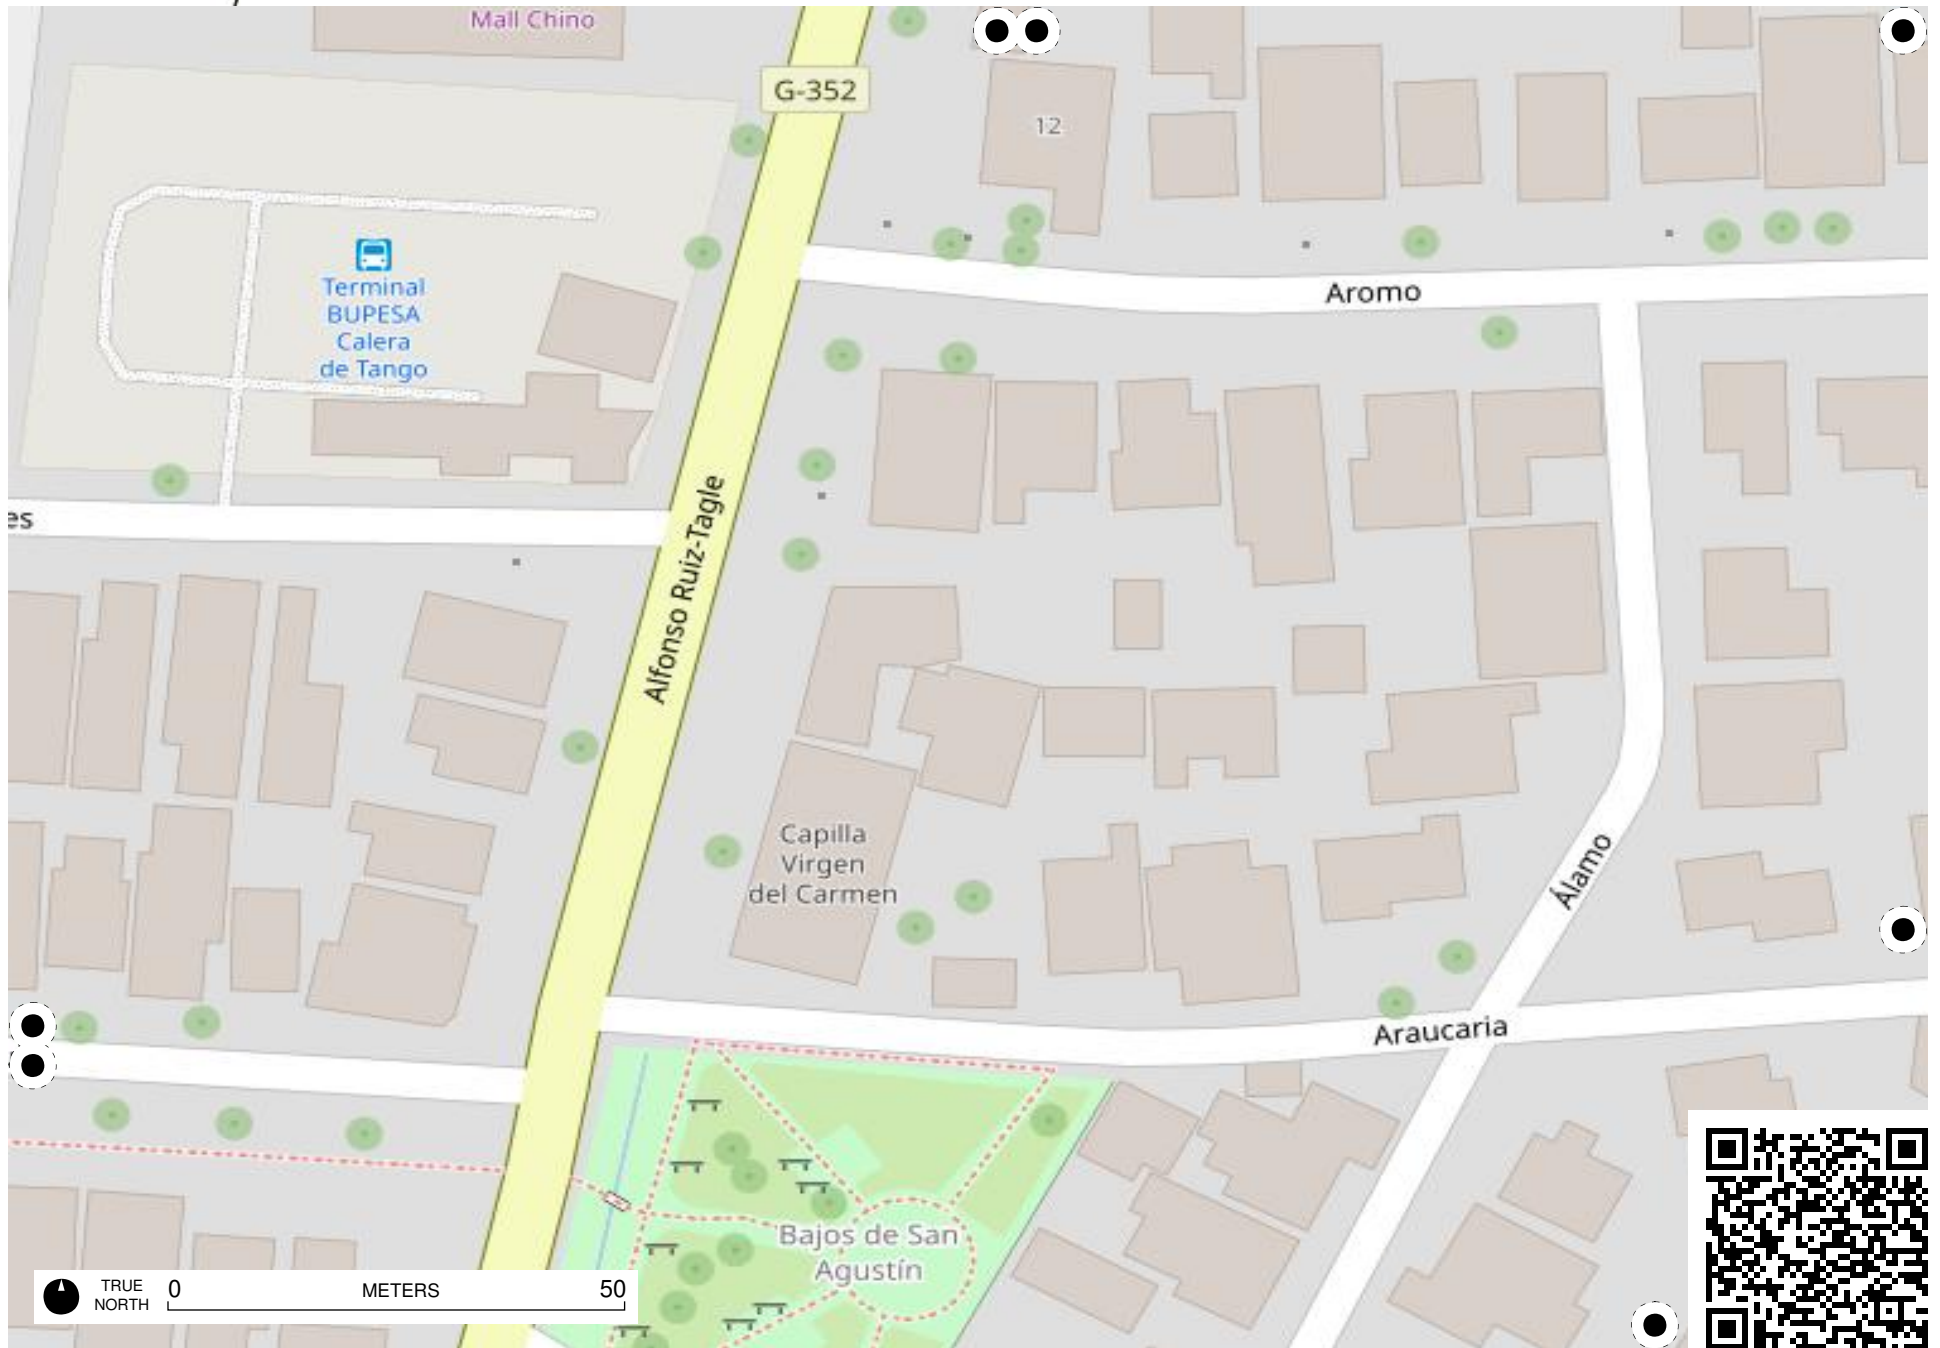 Mall Chino
G-352
12
Terminal
BUPESA
Calera
de Tango
Aromo
es
Alfonso Ruiz-Tagle
Capilla
Virgen
del Carmen
Álamo
Araucaria
Bajos de San
Agustín
TRUE
NORTH
0 METERS 50